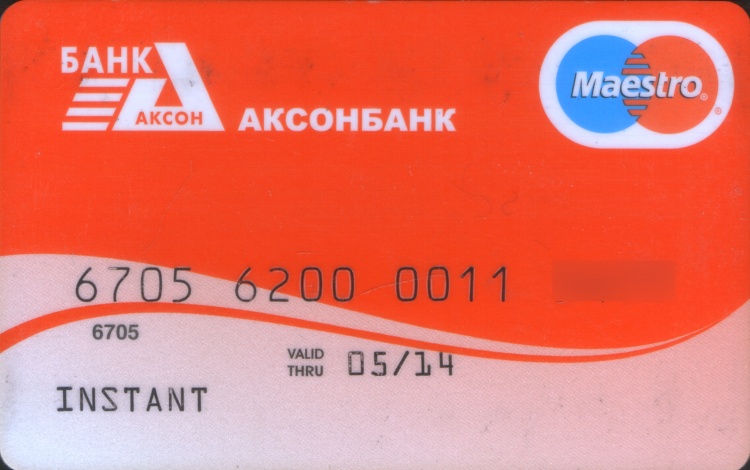 БАНК
АКСОН
АКСОНБАНК
Maestro®
6705 6200 0011
6705
VALID THRU 05/14
INSTANT